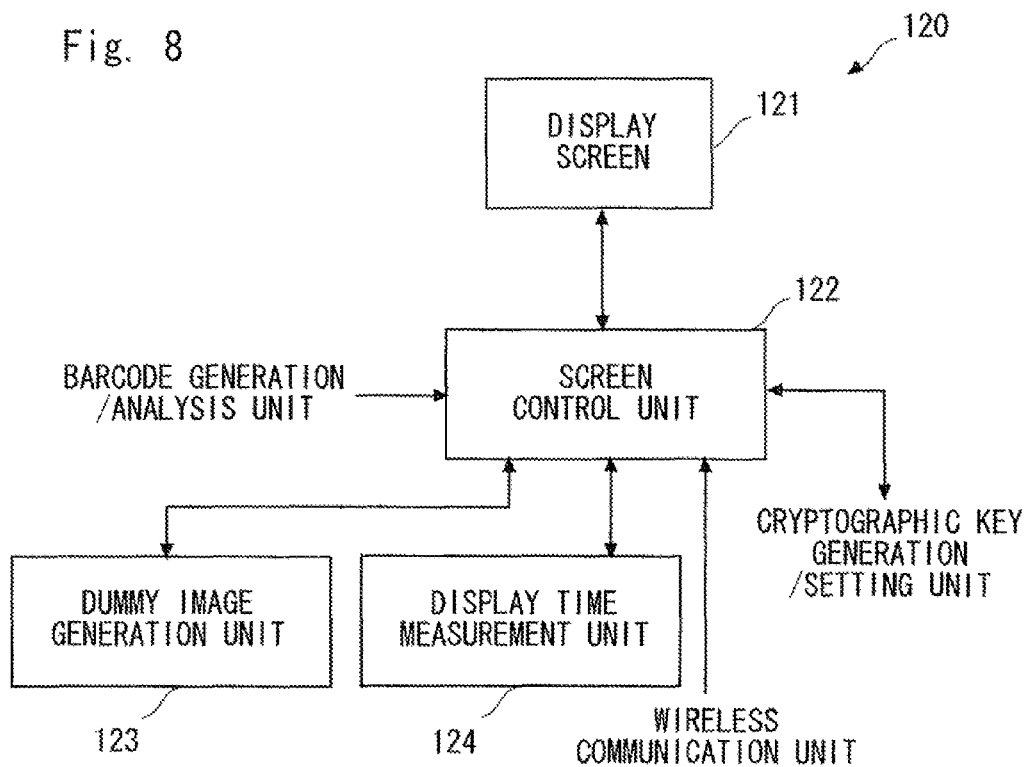 Fig. 8
120
DISPLAY
SCREEN
121
122
BARCODE GENERATION
/ANALYSIS UNIT
SCREEN
CONTROL UNIT
CRYPTOGRAPHIC KEY
GENERATION
/SETTING UNIT
DUMMY IMAGE
GENERATION UNIT
DISPLAY TIME
MEASUREMENT UNIT
123
124
WIRELESS
COMMUNICATION UNIT